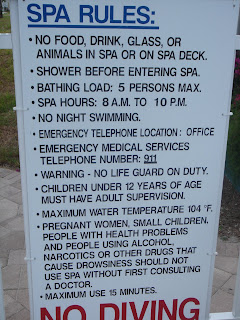 SPA RULES:
• NO FOOD, DRINK, GLASS, OR
ANIMALS IN SPA OR ON SPA DECK.
• SHOWER BEFORE ENTERING SPA.
• BATHING LOAD: 5 PERSONS MAX.
• SPA HOURS: 8 A.M. TO 10 P.M.
• NO NIGHT SWIMMING.
• EMERGENCY TELEPHONE LOCATION: OFFICE
• EMERGENCY MEDICAL SERVICES
TELEPHONE NUMBER: 911
• WARNING - NO LIFE GUARD ON DUTY.
• CHILDREN UNDER 12 YEARS OF AGE
MUST HAVE ADULT SUPERVISION.
• MAXIMUM WATER TEMPERATURE 104 °F.
• PREGNANT WOMEN, SMALL CHILDREN,
PEOPLE WITH HEALTH PROBLEMS
AND PEOPLE USING ALCOHOL,
NARCOTICS OR OTHER DRUGS THAT
CAUSE DROWSINESS SHOULD NOT
USE SPA WITHOUT FIRST CONSULTING
A DOCTOR.
• MAXIMUM USE 15 MINUTES.
NO DIVING